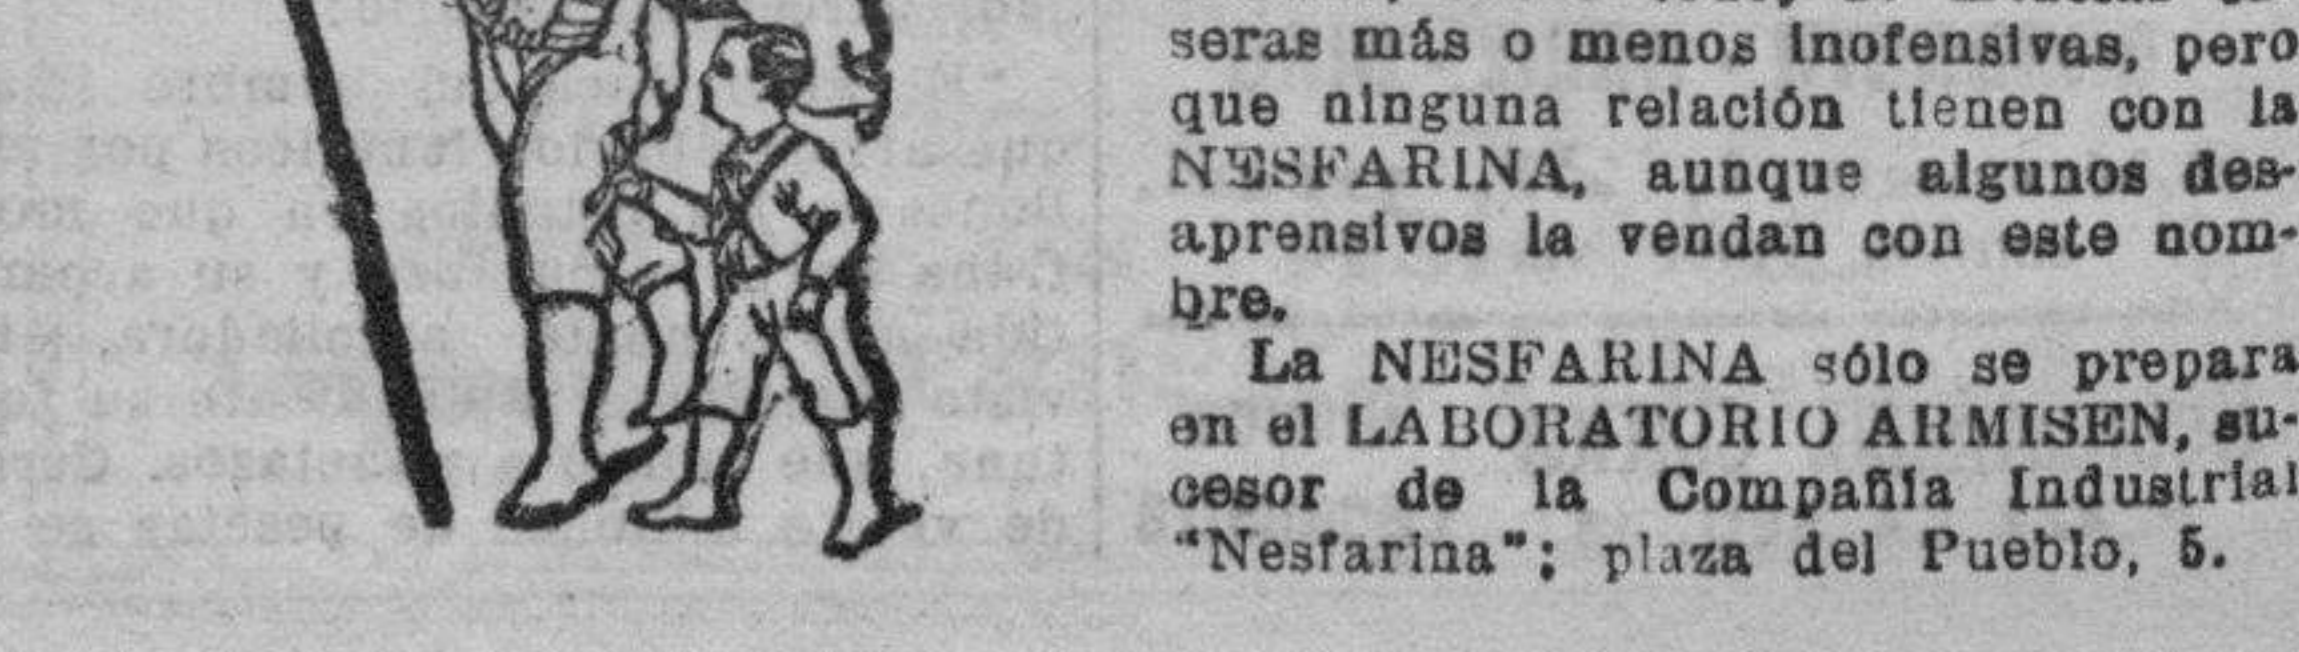 seras más o menos inofensivas, pero
que ninguna relación tienen con la
NESFARINA, aunque algunos des-
aprensivos la vendan con este nom-
bre.
La NESFARINA sólo se prepara
en el LABORATORIO ARMISEN, su-
cesor de la Compañía Industrial
"Nesfarina"; plaza del Pueblo, 5.